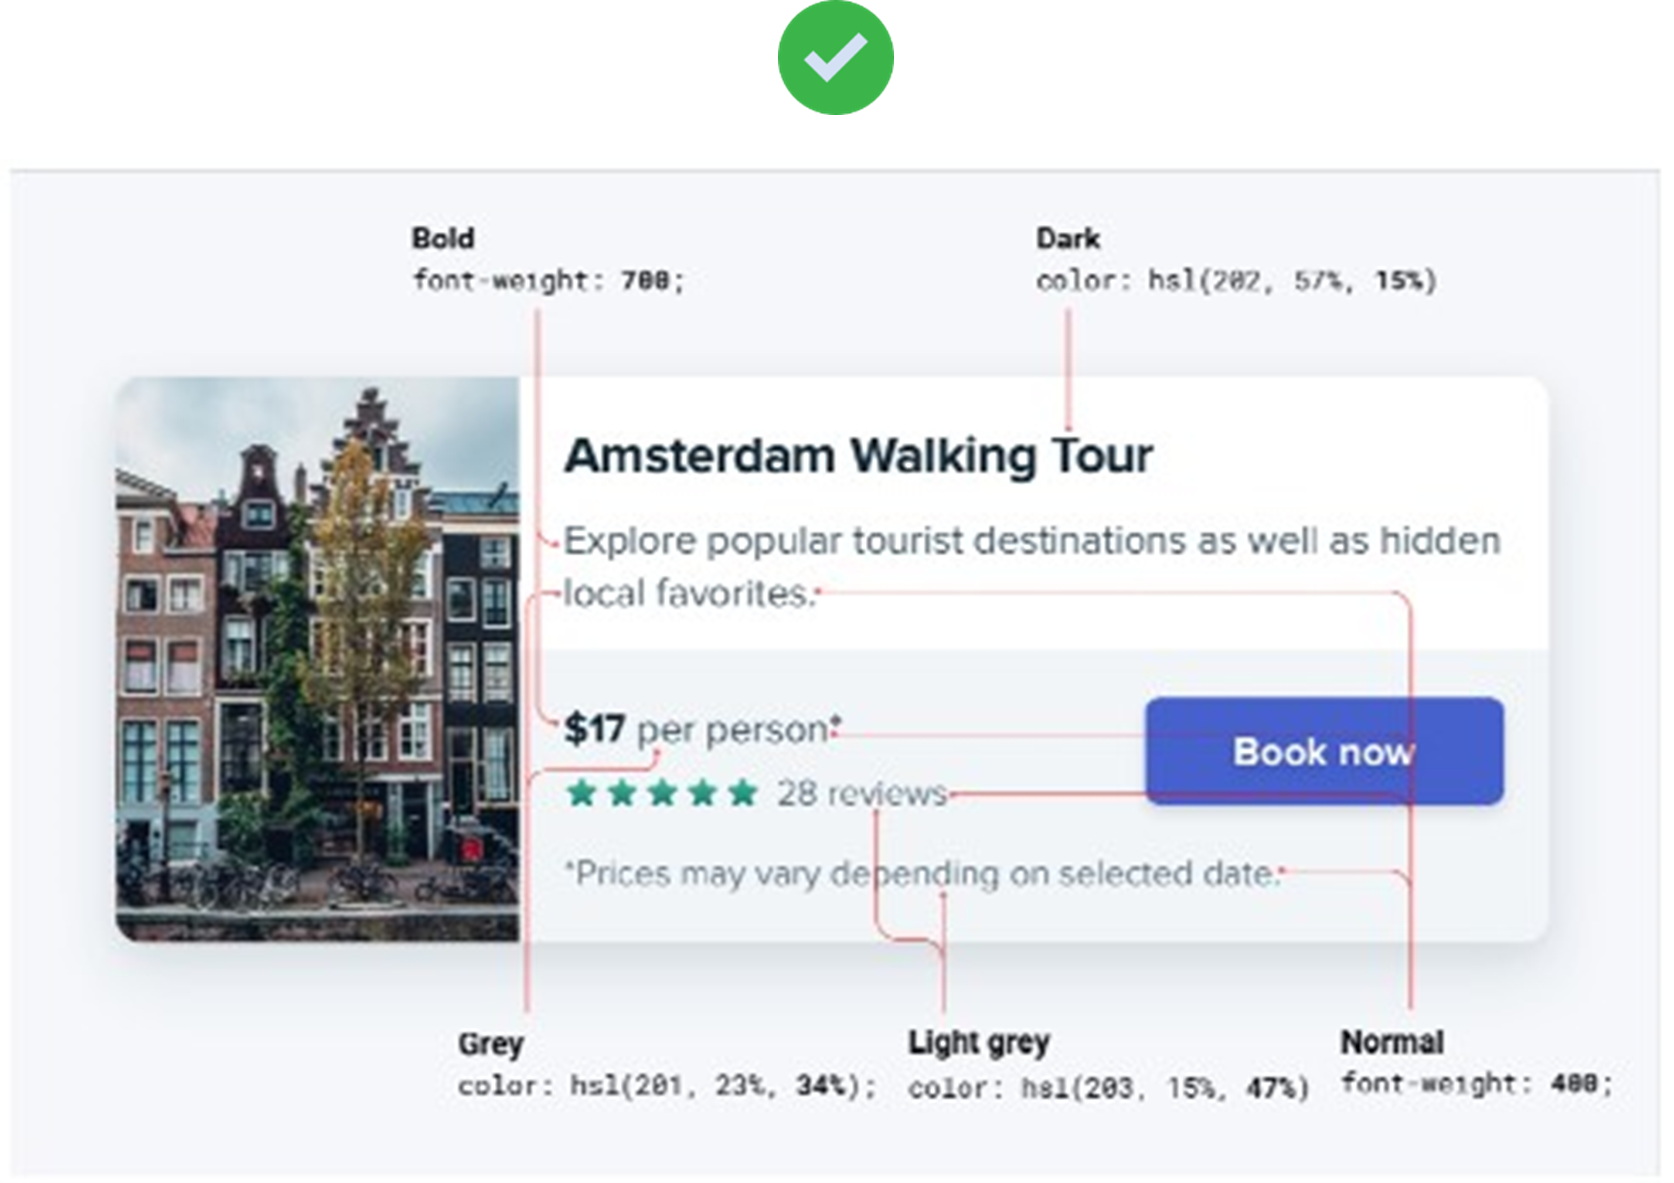 Bold
font-weight: 700;
Dark
color: hsl(202, 57%, 15%)
Amsterdam Walking Tour
Explore popular tourist destinations as well as hidden
local favorites.
$17 per person*
Book now
28 reviews
*Prices may vary depending on selected date.
Grey
color: hsl(201, 23%, 34%);
Light grey
color: hsl(203, 15%, 47%)
Normal
font-weight: 400;